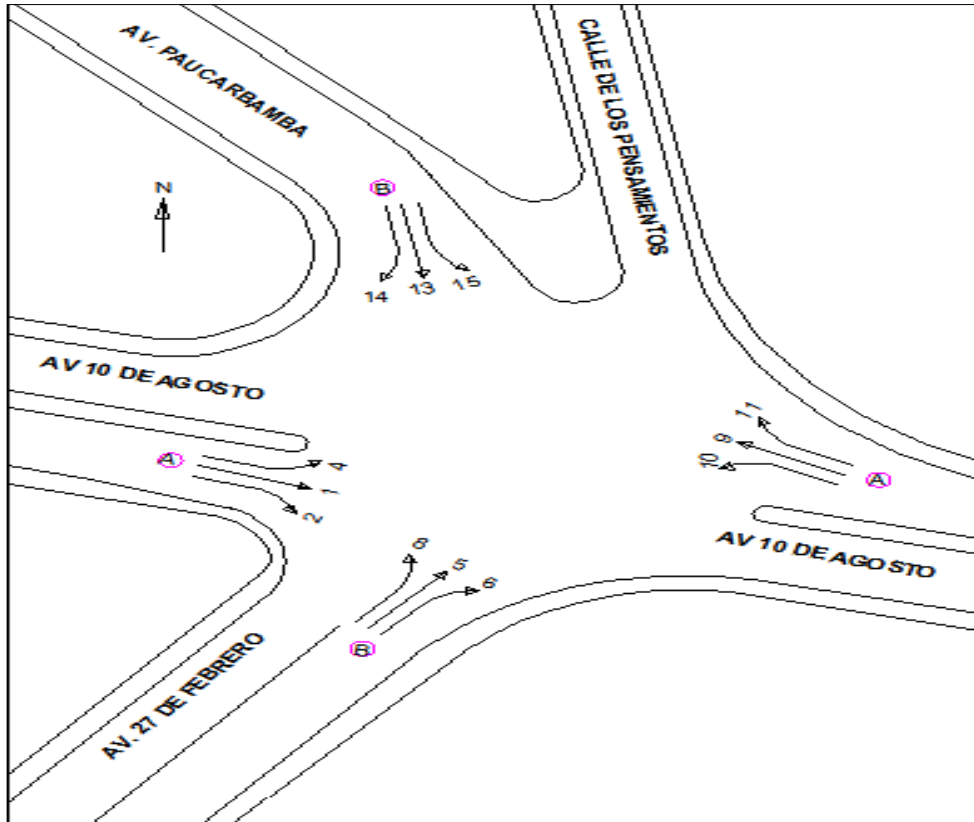 AV. PAUCARBAMBA
CALLE DE LOS PENSAMIENTOS
N
B
14
13
15
AV 10 DE AGOSTO
A
4
1
2
11
9
10
A
AV 10 DE AGOSTO
8
5
6
B
AV. 27 DE FEBRERO